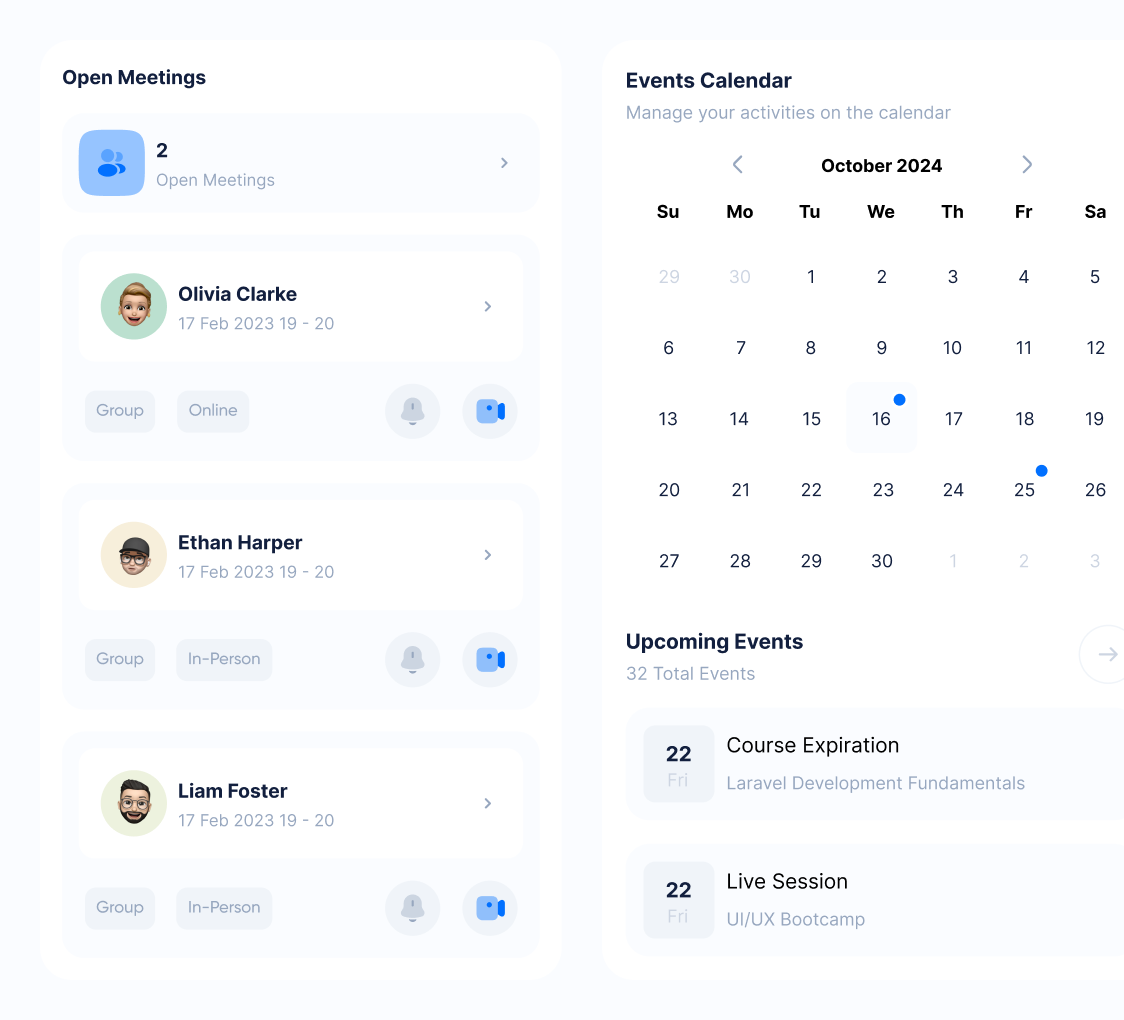 Open Meetings
2
Open Meetings
Olivia Clarke
17 Feb 2023 19 - 20
Group Online
Ethan Harper
17 Feb 2023 19 - 20
Group In-Person
Liam Foster
17 Feb 2023 19 - 20
Group In-Person
Events Calendar
Manage your activities on the calendar
October 2024
Su Mo Tu We Th Fr Sa
29 30 1 2 3 4 5
6 7 8 9 10 11 12
13 14 15 16 17 18 19
20 21 22 23 24 25 26
27 28 29 30 1 2 3
Upcoming Events
32 Total Events
22
Fri
Course Expiration
Laravel Development Fundamentals
22
Fri
Live Session
UI/UX Bootcamp